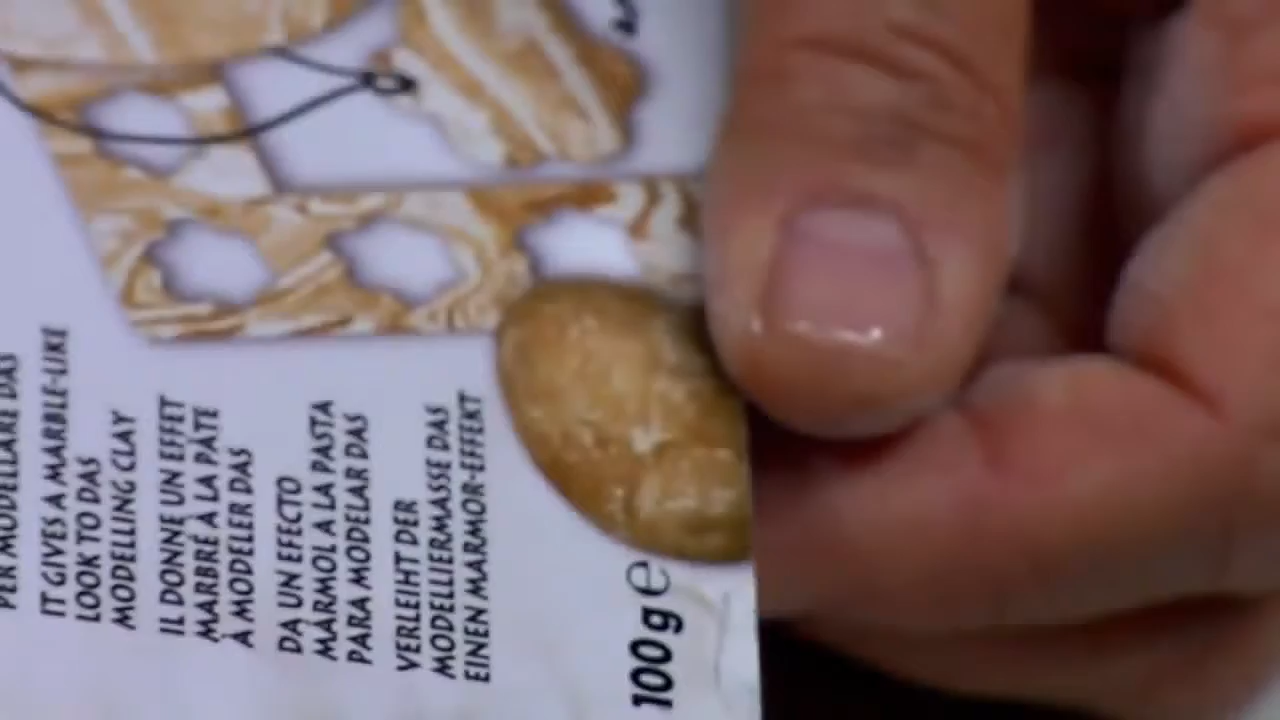 PER MODELLARE DAS
IT GIVES A MARBLE-LIKE
LOOK TO DAS
MODELLING CLAY
IL DONNE UN EFFET
MARBRÉ À LA PÂTE
À MODELER DAS
DA UN EFECTO
MÁRMOL A LA PASTA
PARA MODELAR DAS
VERLEIHT DER
MODELLIERMASSE DAS
EINEN MARMOR-EFFEKT
100 g e